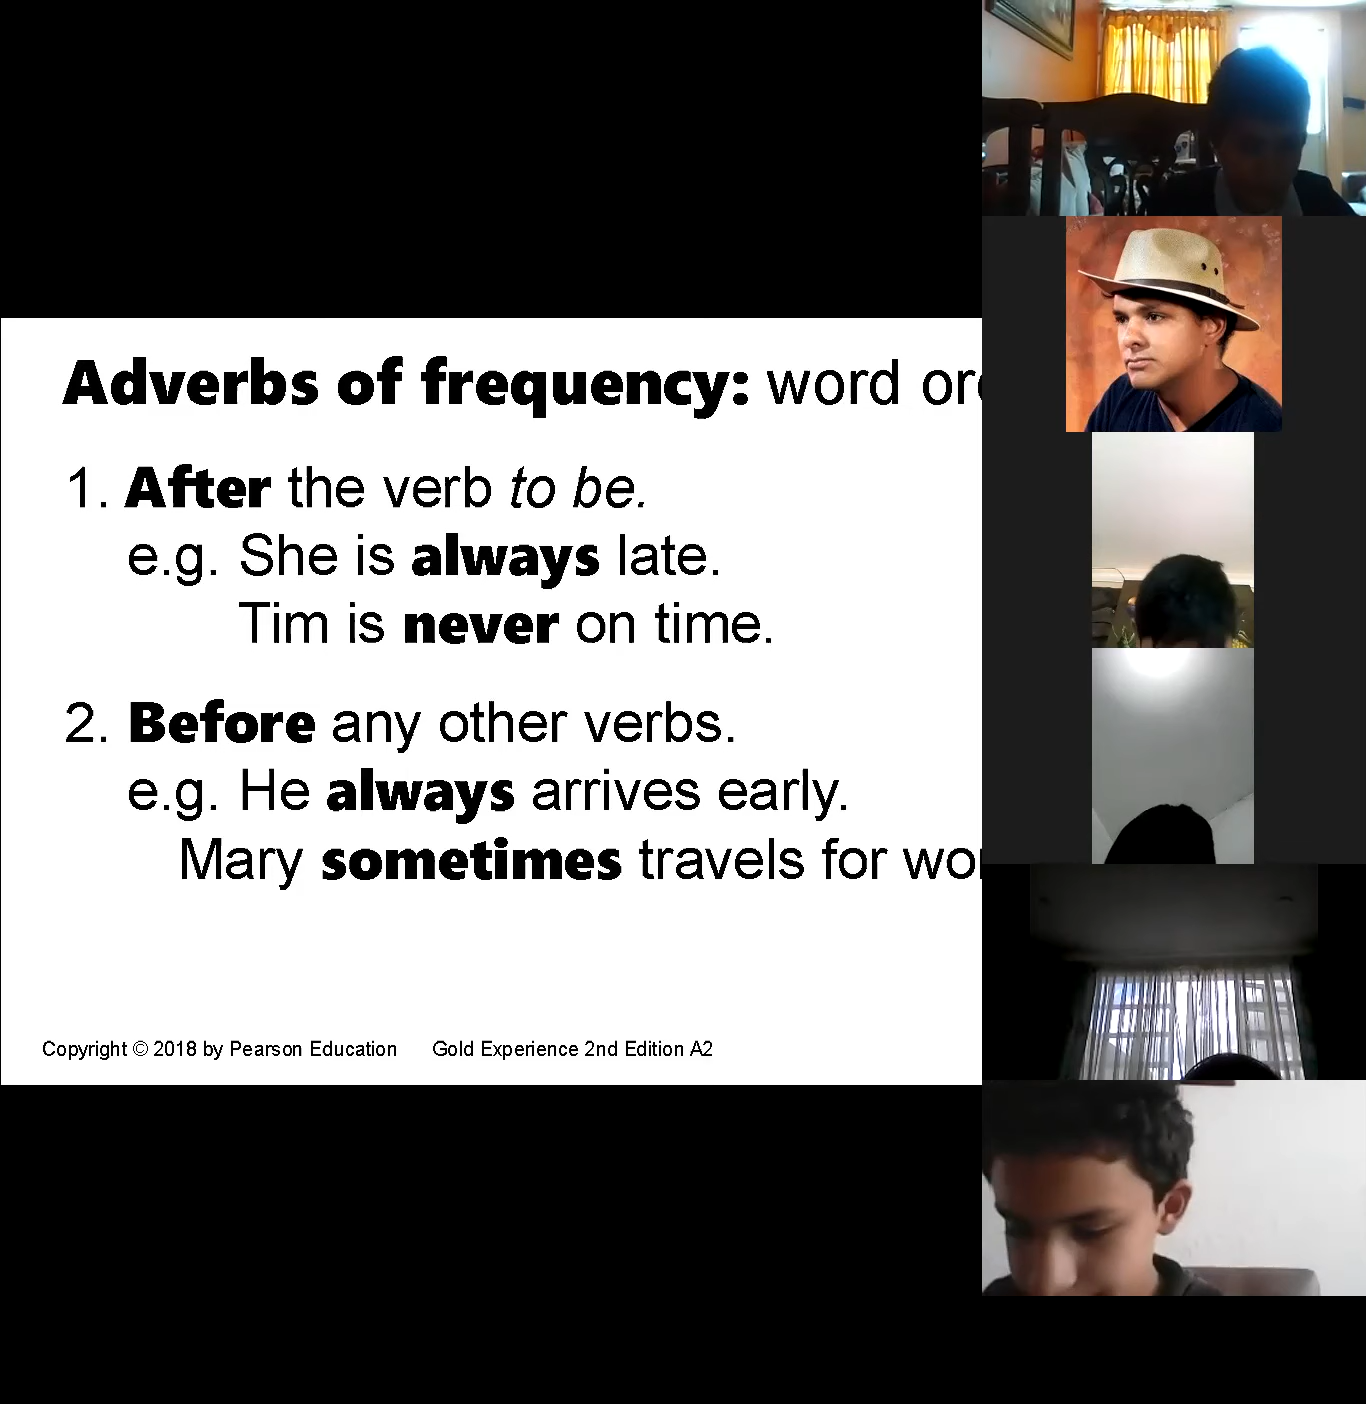 Adverbs of frequency: word
1. After the verb to be.
e.g. She is always late.
Tim is never on time.
2. Before any other verbs.
e.g. He always arrives early.
Mary sometimes travels for
Copyright © 2018 by Pearson Education Gold Experience 2nd Edition A2